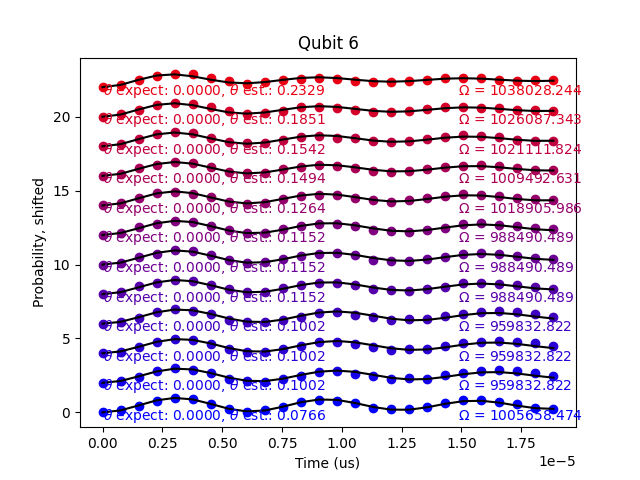 Qubit 6
θ expect: 0.0000, θ est.: 0.2329 Ω = 1038028.244
θ expect: 0.0000, θ est.: 0.1851 Ω = 1026087.343
θ expect: 0.0000, θ est.: 0.1542 Ω = 1021111.824
θ expect: 0.0000, θ est.: 0.1494 Ω = 1009492.631
θ expect: 0.0000, θ est.: 0.1264 Ω = 1018905.986
θ expect: 0.0000, θ est.: 0.1152 Ω = 988490.489
θ expect: 0.0000, θ est.: 0.1152 Ω = 988490.489
θ expect: 0.0000, θ est.: 0.1152 Ω = 988490.489
θ expect: 0.0000, θ est.: 0.1002 Ω = 959832.822
θ expect: 0.0000, θ est.: 0.1002 Ω = 959832.822
θ expect: 0.0000, θ est.: 0.1002 Ω = 959832.822
θ expect: 0.0000, θ est.: 0.0766 Ω = 1005658.474
20
15
10
5
0
Probability, shifted
0.00 0.25 0.50 0.75 1.00 1.25 1.50 1.75
1e−5
Time (us)